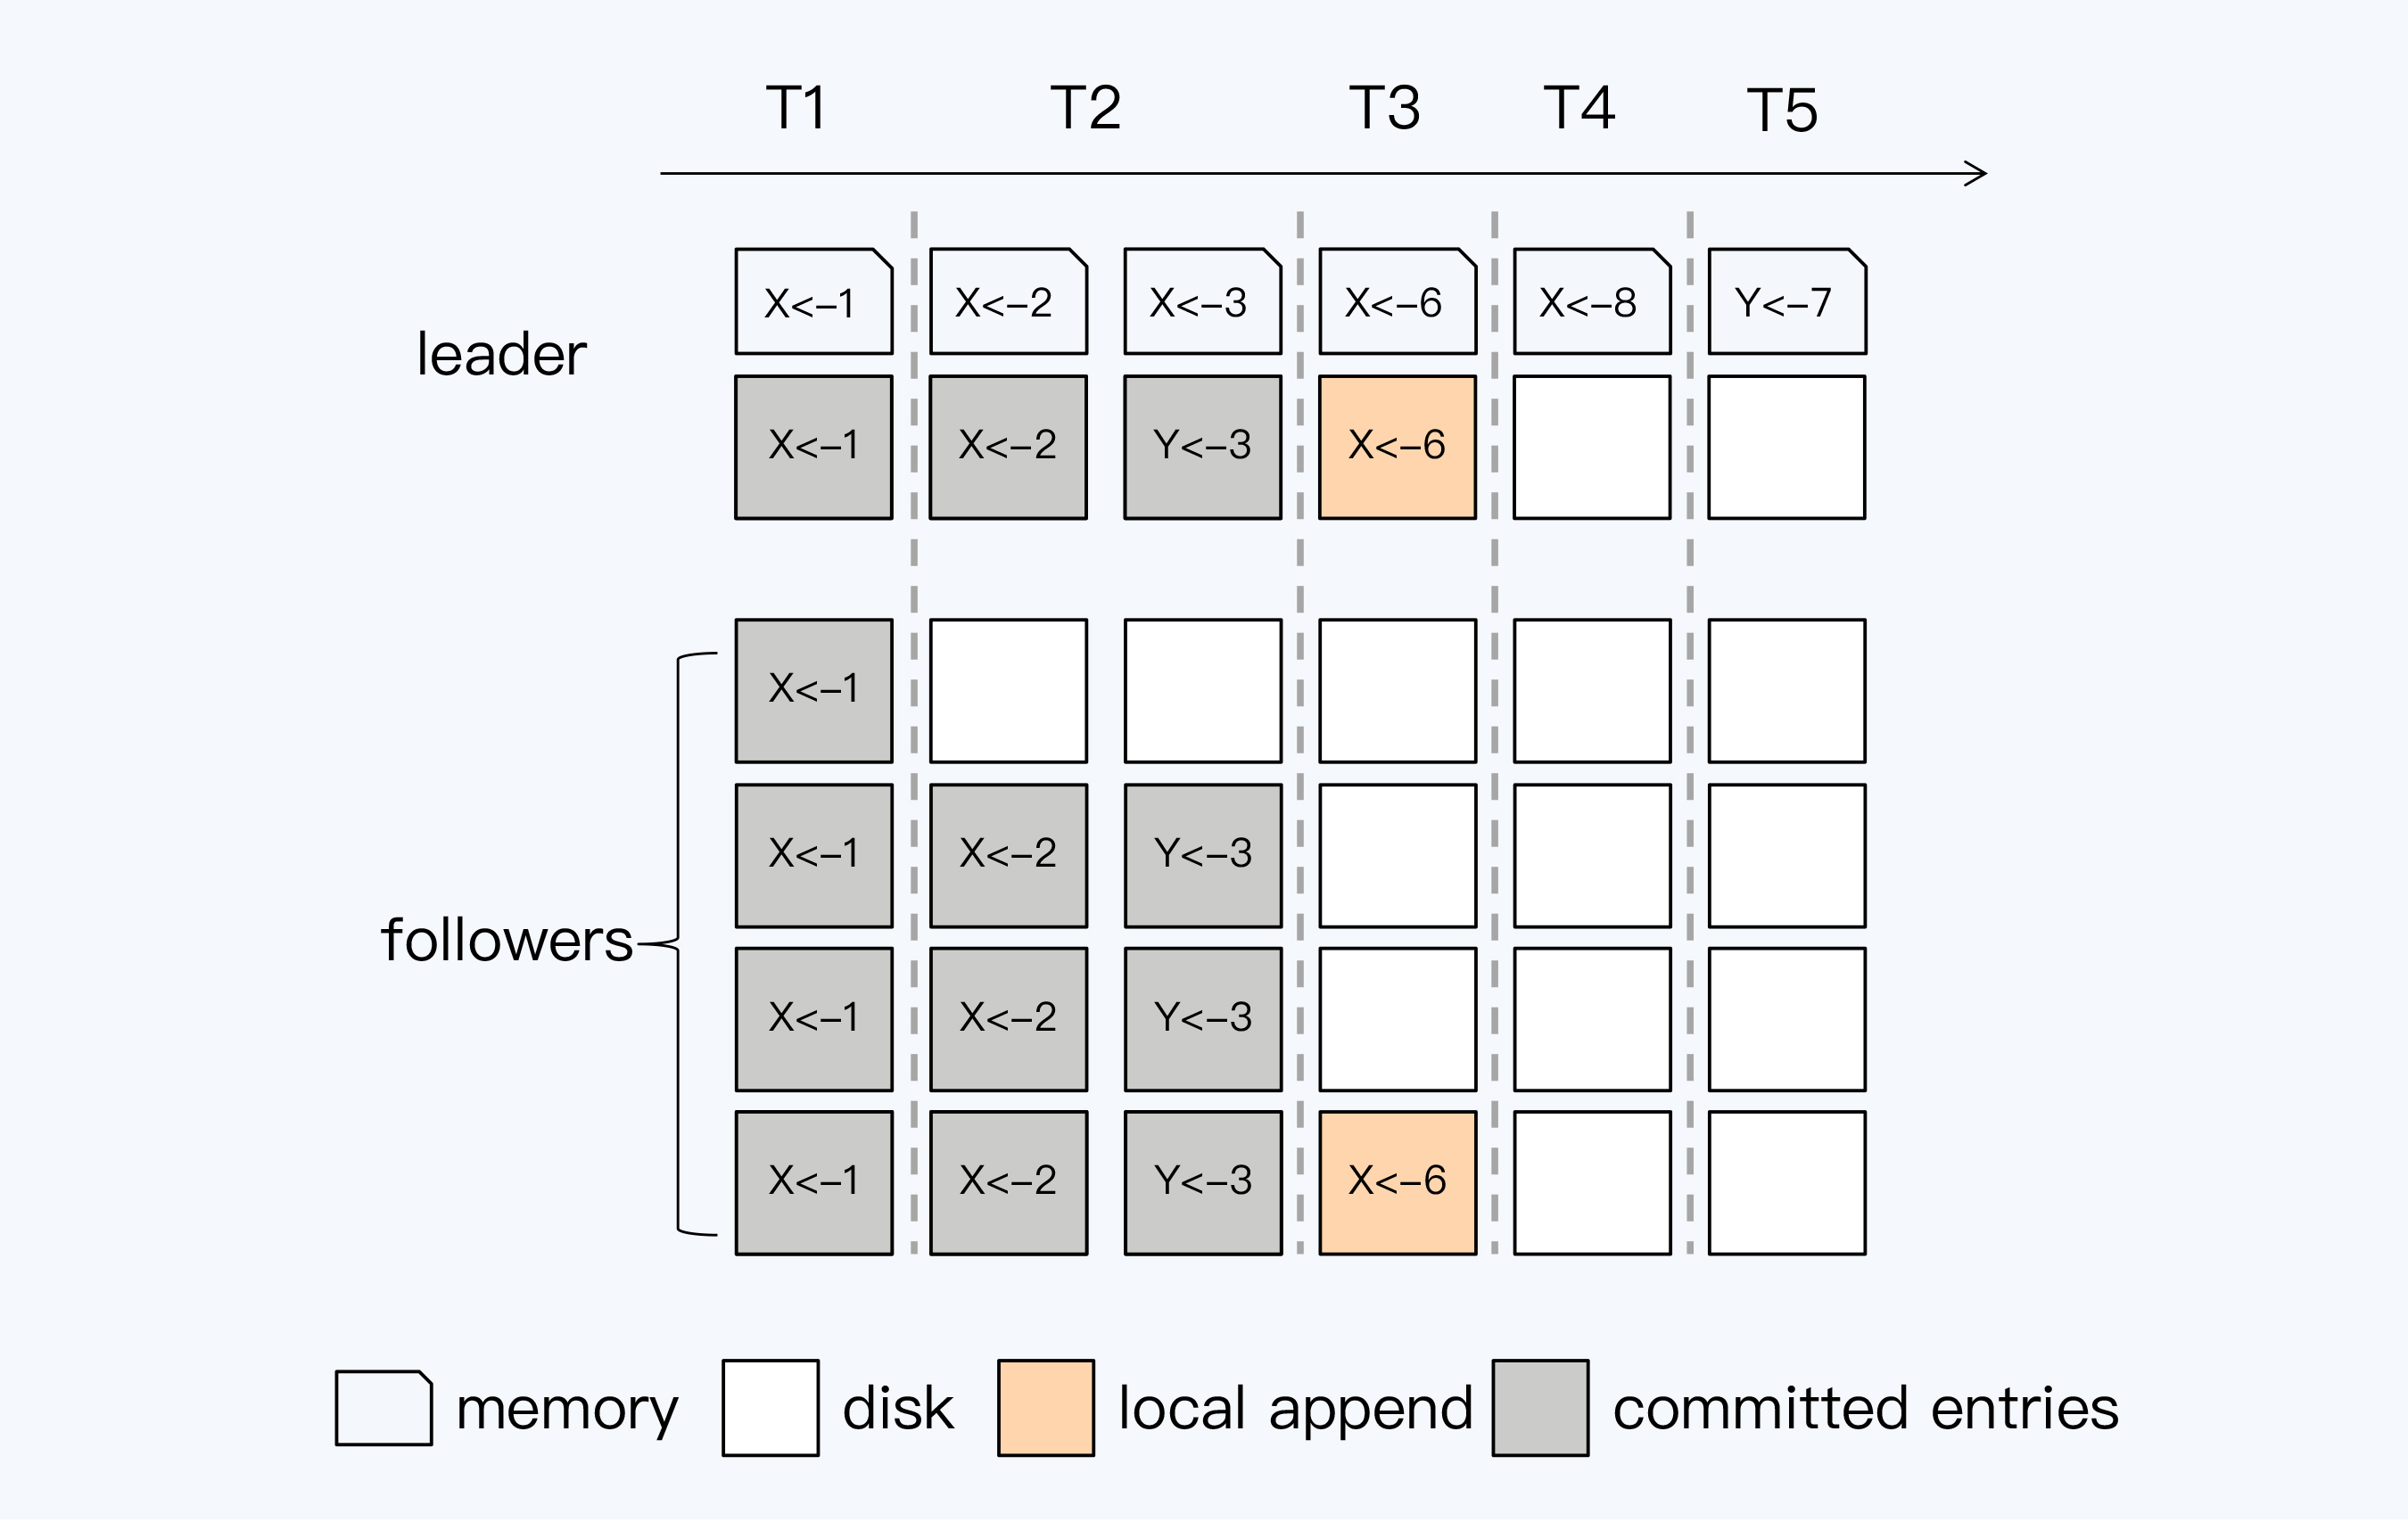 T1 T2 T3 T4 T5
X<-1 X<-2 X<-3 X<-6 X<-8 Y<-7
leader
X<-1 X<-2 Y<-3 X<-6
X<-1
X<-1 X<-2 Y<-3
followers
X<-1 X<-2 Y<-3
X<-1 X<-2 Y<-3 X<-6
memory disk local append committed entries